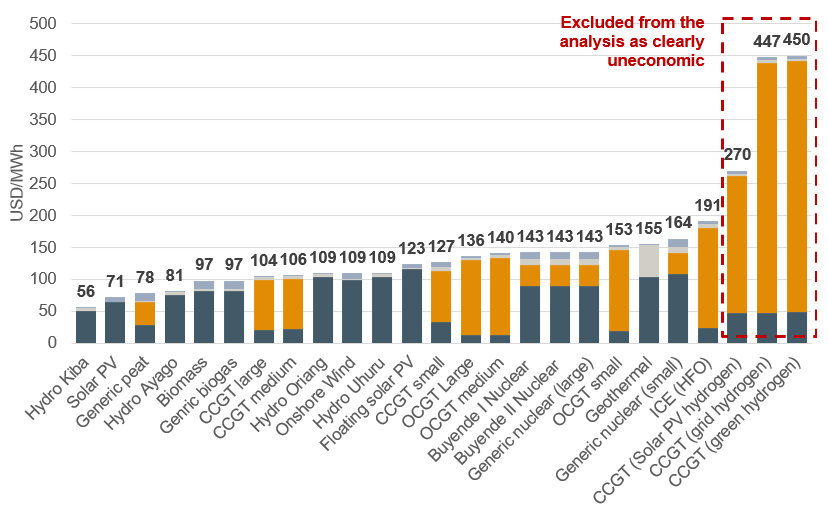 500
450
400
350
300
250
200
150
100
50
0
USD/MWh
Excluded from the
analysis as clearly
uneconomic
56
71
78
81
97
97
104
106
109
109
109
123
127
136
140
143
143
143
153
155
164
191
270
447
450
Hydro Kiba
Solar PV
Generic peat
Hydro Ayago
Biomass
Genric biogas
CCGT large
CCGT medium
Hydro Oriang
Onshore Wind
Hydro Uhuru
Floating solar PV
CCGT small
OCGT Large
OCGT medium
Buyende I Nuclear
Buyende II Nuclear
Generic nuclear (large)
OCGT small
Geothermal
Generic nuclear (small)
ICE (HFO)
CCGT (Solar PV hydrogen)
CCGT (grid hydrogen)
CCGT (green hydrogen)